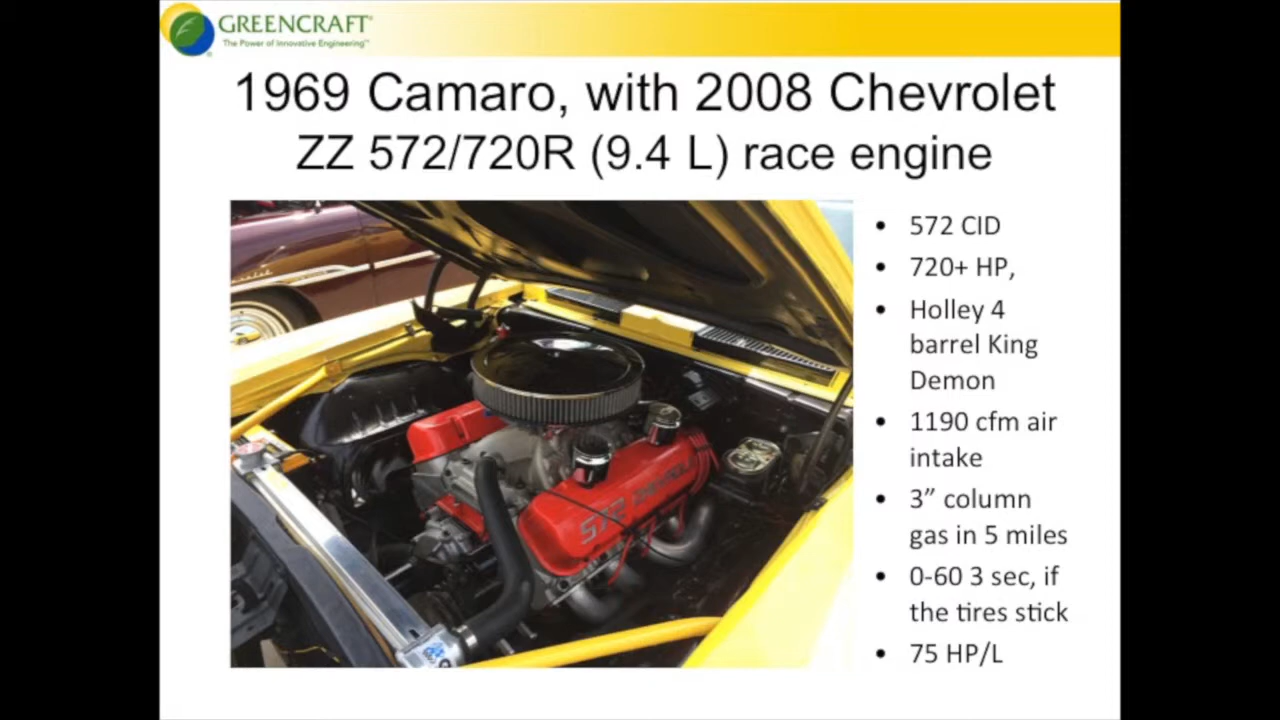 GREENCRAFT
The Power of Innovative Engineering™
1969 Camaro, with 2008 Chevrolet
ZZ 572/720R (9.4 L) race engine
• 572 CID
• 720+ HP,
• Holley 4
barrel King
Demon
• 1190 cfm air
intake
• 3” column
gas in 5 miles
• 0-60 3 sec, if
the tires stick
• 75 HP/L
572 CHEVROLET